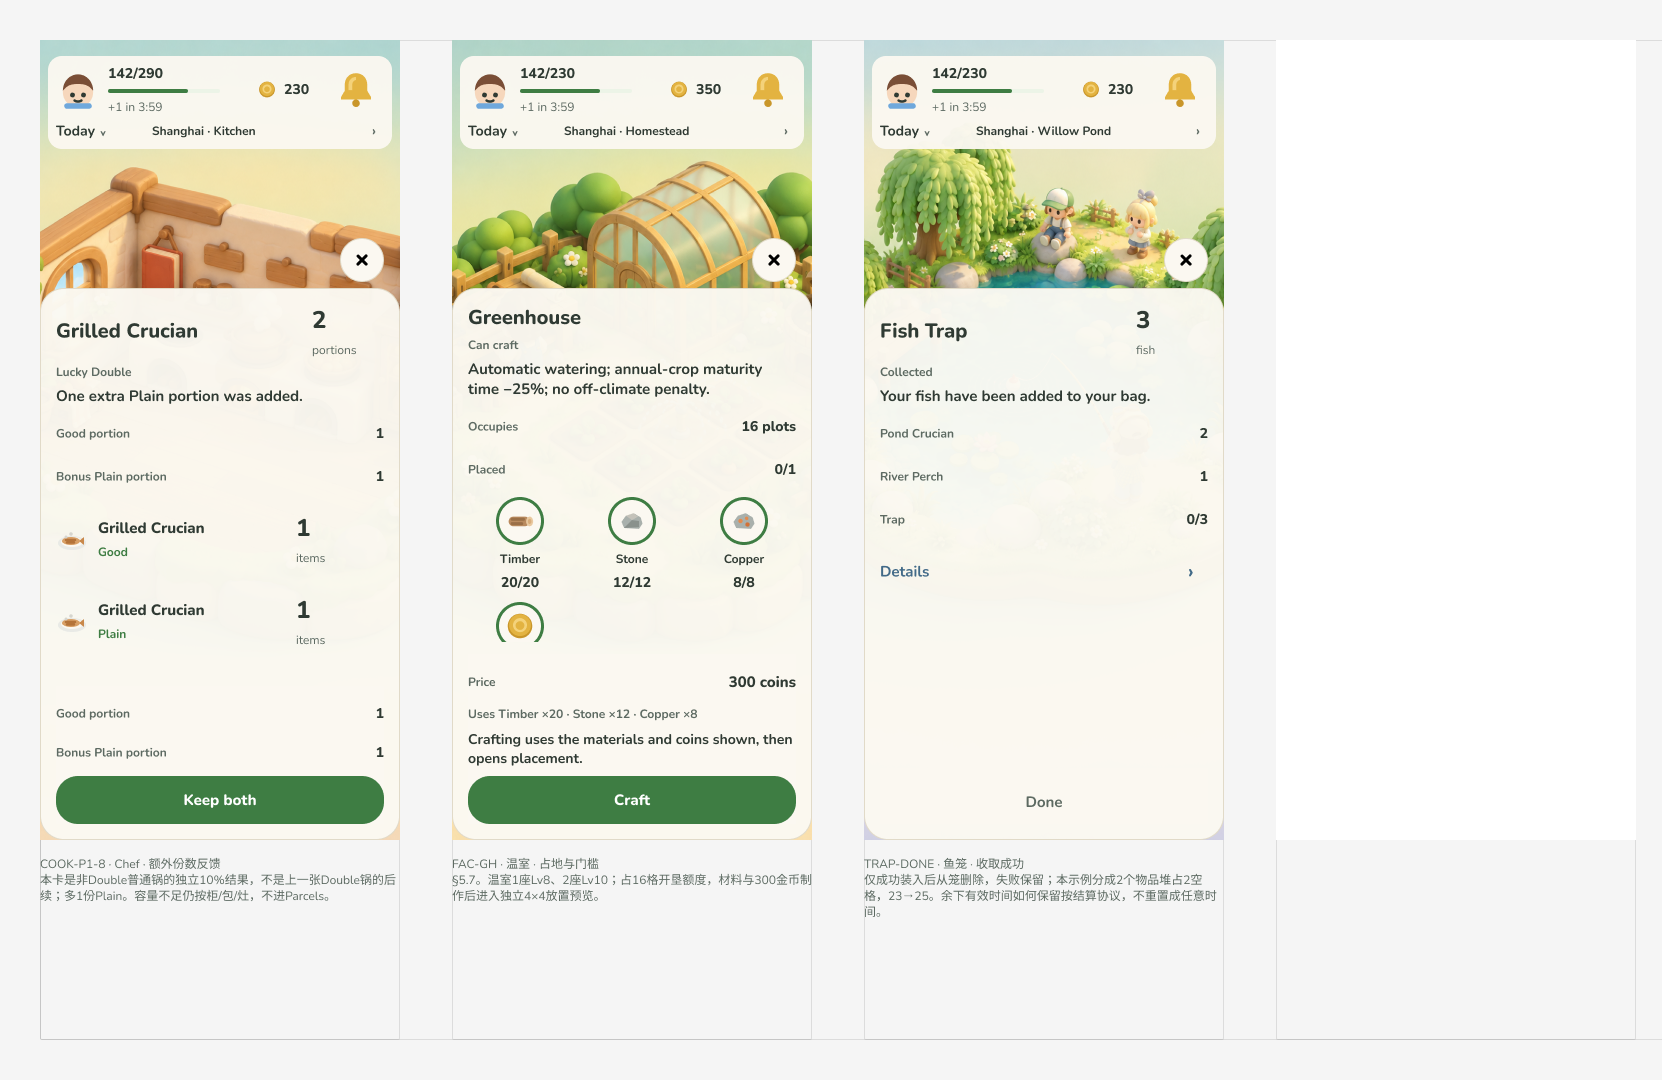 142/290
230
+1 in 3:59
Today ˅
Shanghai · Kitchen ›
Grilled Crucian
2
portions
Lucky Double
One extra Plain portion was added.
Good portion 1
Bonus Plain portion 1
Grilled Crucian
Good
1
items
Grilled Crucian
Plain
1
items
Good portion 1
Bonus Plain portion 1
Keep both
COOK-P1-8 · Chef · 额外份数反馈
本卡是非Double普通锅的独立10%结果，不是上一张Double锅的后
续；多1份Plain。容量不足仍按柜/包/灶，不进Parcels。
142/230
350
+1 in 3:59
Today ˅
Shanghai · Homestead ›
Greenhouse
Can craft
Automatic watering; annual-crop maturity
time −25%; no off-climate penalty.
Occupies 16 plots
Placed 0/1
Timber Stone Copper
20/20 12/12 8/8
Price 300 coins
Uses Timber ×20 · Stone ×12 · Copper ×8
Crafting uses the materials and coins shown, then
opens placement.
Craft
FAC-GH · 温室 · 占地与门槛
§5.7。温室1座Lv8、2座Lv10；占16格开垦额度，材料与300金币制
作后进入独立4×4放置预览。
142/230
230
+1 in 3:59
Today ˅
Shanghai · Willow Pond ›
Fish Trap
3
fish
Collected
Your fish have been added to your bag.
Pond Crucian 2
River Perch 1
Trap 0/3
Details ›
Done
TRAP-DONE · 鱼笼 · 收取成功
仅成功装入后从笼删除，失败保留；本示例分成2个物品堆占2空
格，23→25。余下有效时间如何保留按结算协议，不重置成任意时
间。